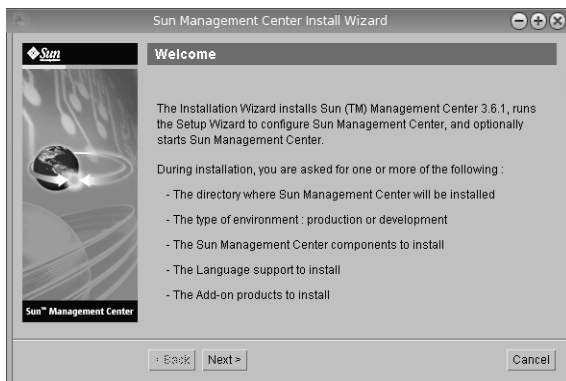 Sun Management Center Install Wizard
Sun
Welcome
The Installation Wizard installs Sun (TM) Management Center 3.6.1, runs
the Setup Wizard to configure Sun Management Center, and optionally
starts Sun Management Center.
During installation, you are asked for one or more of the following :
- The directory where Sun Management Center will be installed
- The type of environment : production or development
- The Sun Management Center components to install
- The Language support to install
- The Add-on products to install
Sun™ Management Center
< Back Next > Cancel